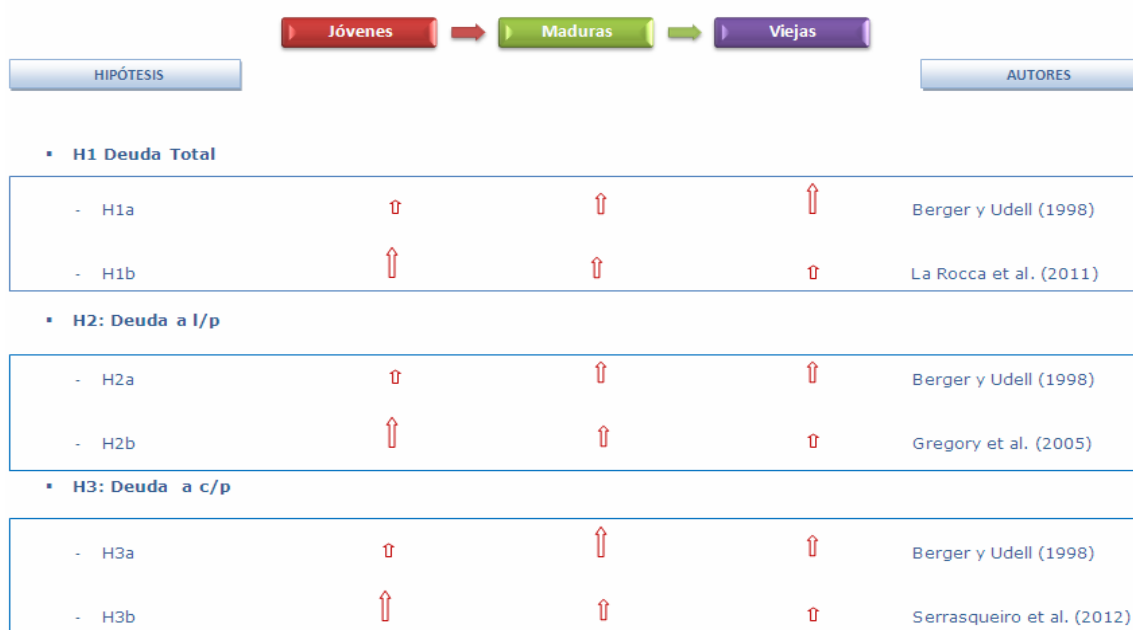 Jóvenes Maduras Viejas
HIPÓTESIS AUTORES
▪ H1 Deuda Total
- H1a Berger y Udell (1998)
- H1b La Rocca et al. (2011)
▪ H2: Deuda a l/p
- H2a Berger y Udell (1998)
- H2b Gregory et al. (2005)
▪ H3: Deuda a c/p
- H3a Berger y Udell (1998)
- H3b Serrasqueiro et al. (2012)